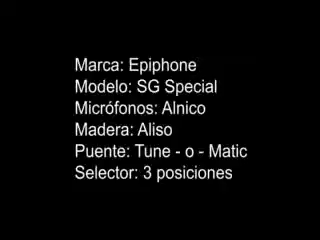 Marca: Epiphone
Modelo: SG Special
Micrófonos: Alnico
Madera: Aliso
Puente: Tune - o - Matic
Selector: 3 posiciones